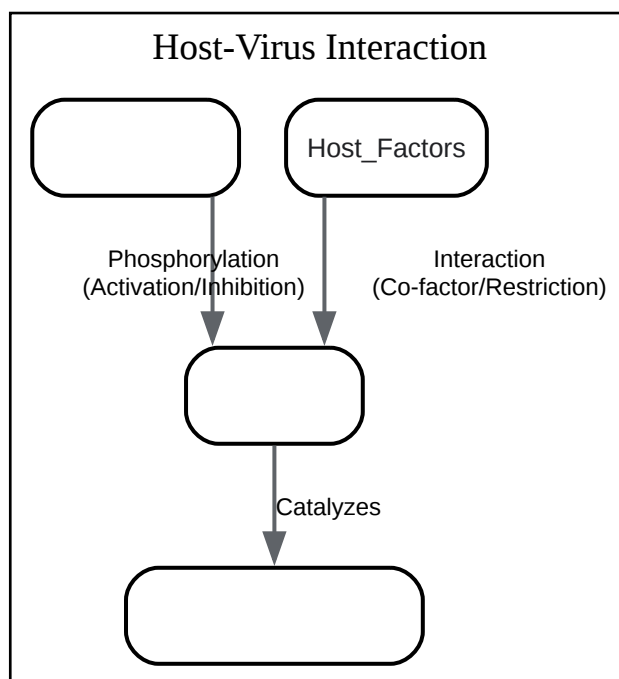 Host-Virus Interaction
Host_Factors
Phosphorylation
(Activation/Inhibition)
Interaction
(Co-factor/Restriction)
Catalyzes